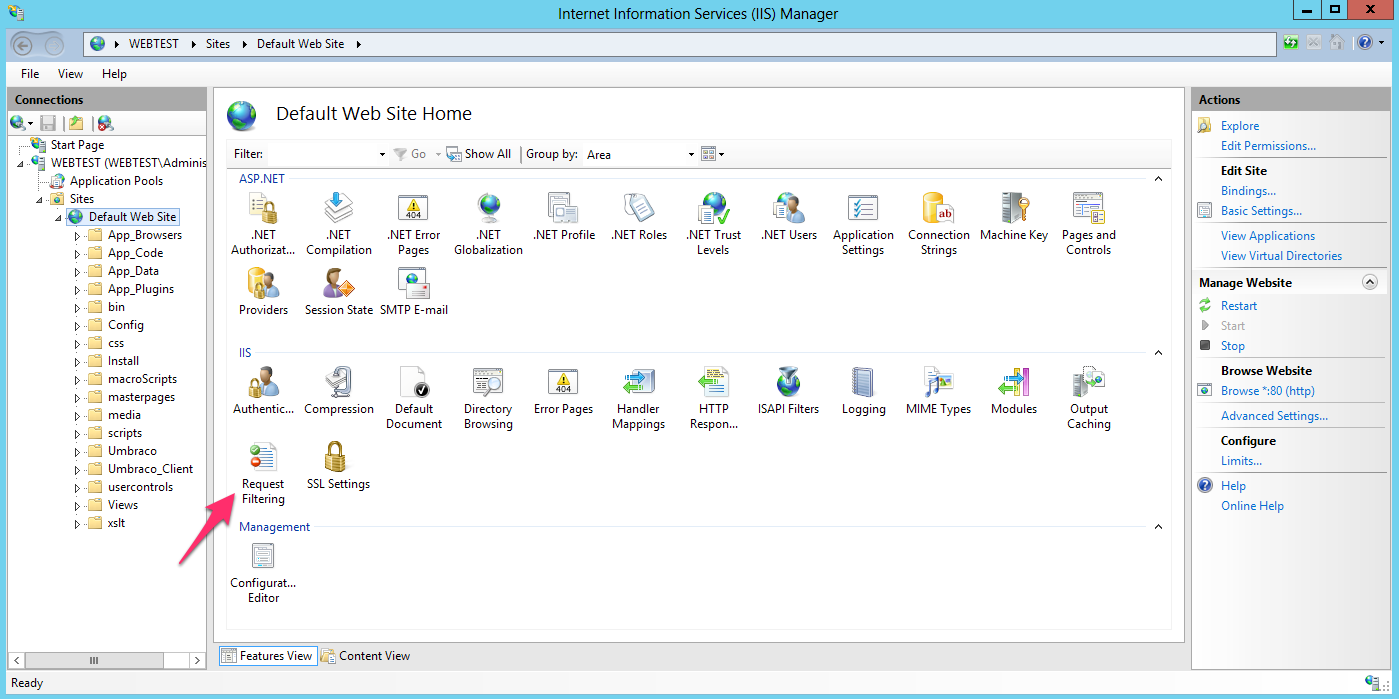 Internet Information Services (IIS) Manager
WEBTEST Sites Default Web Site
File View Help
Connections
Start Page
WEBTEST (WEBTEST\Adminis
Application Pools
Sites
Default Web Site
App_Browsers
App_Code
App_Data
App_Plugins
bin
Config
css
Install
macroScripts
masterpages
media
scripts
Umbraco
Umbraco_Client
usercontrols
Views
xslt
Default Web Site Home
Filter: Go Show All Group by: Area
ASP.NET
.NET Authorizat...
.NET Compilation
.NET Error Pages
.NET Globalization
.NET Profile
.NET Roles
.NET Trust Levels
.NET Users
Application Settings
Connection Strings
Machine Key
Pages and Controls
Providers
Session State
SMTP E-mail
IIS
Authentic...
Compression
Default Document
Directory Browsing
Error Pages
Handler Mappings
HTTP Respon...
ISAPI Filters
Logging
MIME Types
Modules
Output Caching
Request Filtering
SSL Settings
Management
Configurat... Editor
Features View Content View
Actions
Explore
Edit Permissions...
Edit Site
Bindings...
Basic Settings...
View Applications
View Virtual Directories
Manage Website
Restart
Start
Stop
Browse Website
Browse *:80 (http)
Advanced Settings...
Configure
Limits...
Help
Online Help
Ready